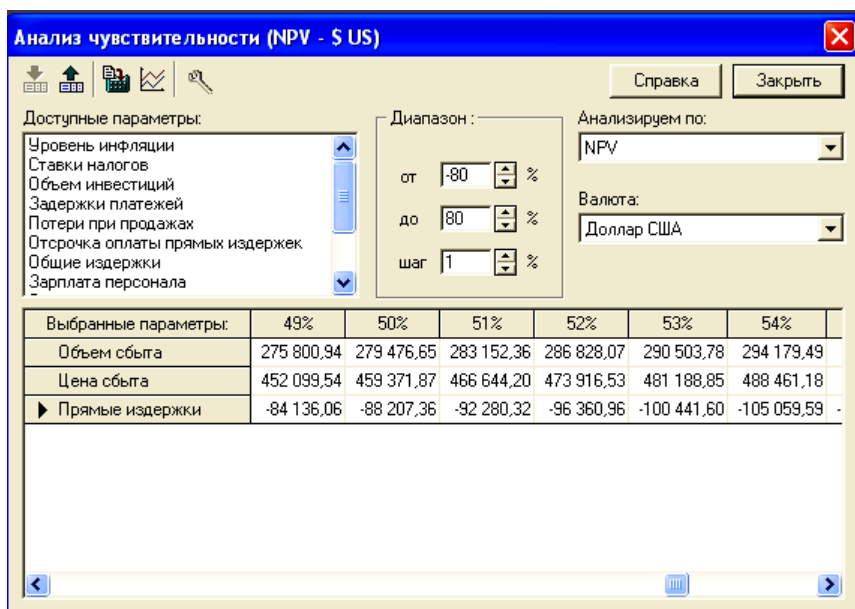 Анализ чувствительности (NPV - $ US)
Справка Закрыть
Доступные параметры:
Уровень инфляции
Ставки налогов
Объем инвестиций
Задержки платежей
Потери при продажах
Отсрочка оплаты прямых издержек
Общие издержки
Зарплата персонала
Диапазон :
от -80 %
до 80 %
шаг 1 %
Анализируем по:
NPV
Валюта:
Доллар США
Выбранные параметры: 49% 50% 51% 52% 53% 54%
Объем сбыта 275 800,94 279 476,65 283 152,36 286 828,07 290 503,78 294 179,49
Цена сбыта 452 099,54 459 371,87 466 644,20 473 916,53 481 188,85 488 461,18
Прямые издержки -84 136,06 -88 207,36 -92 280,32 -96 360,96 -100 441,60 -105 059,59 -